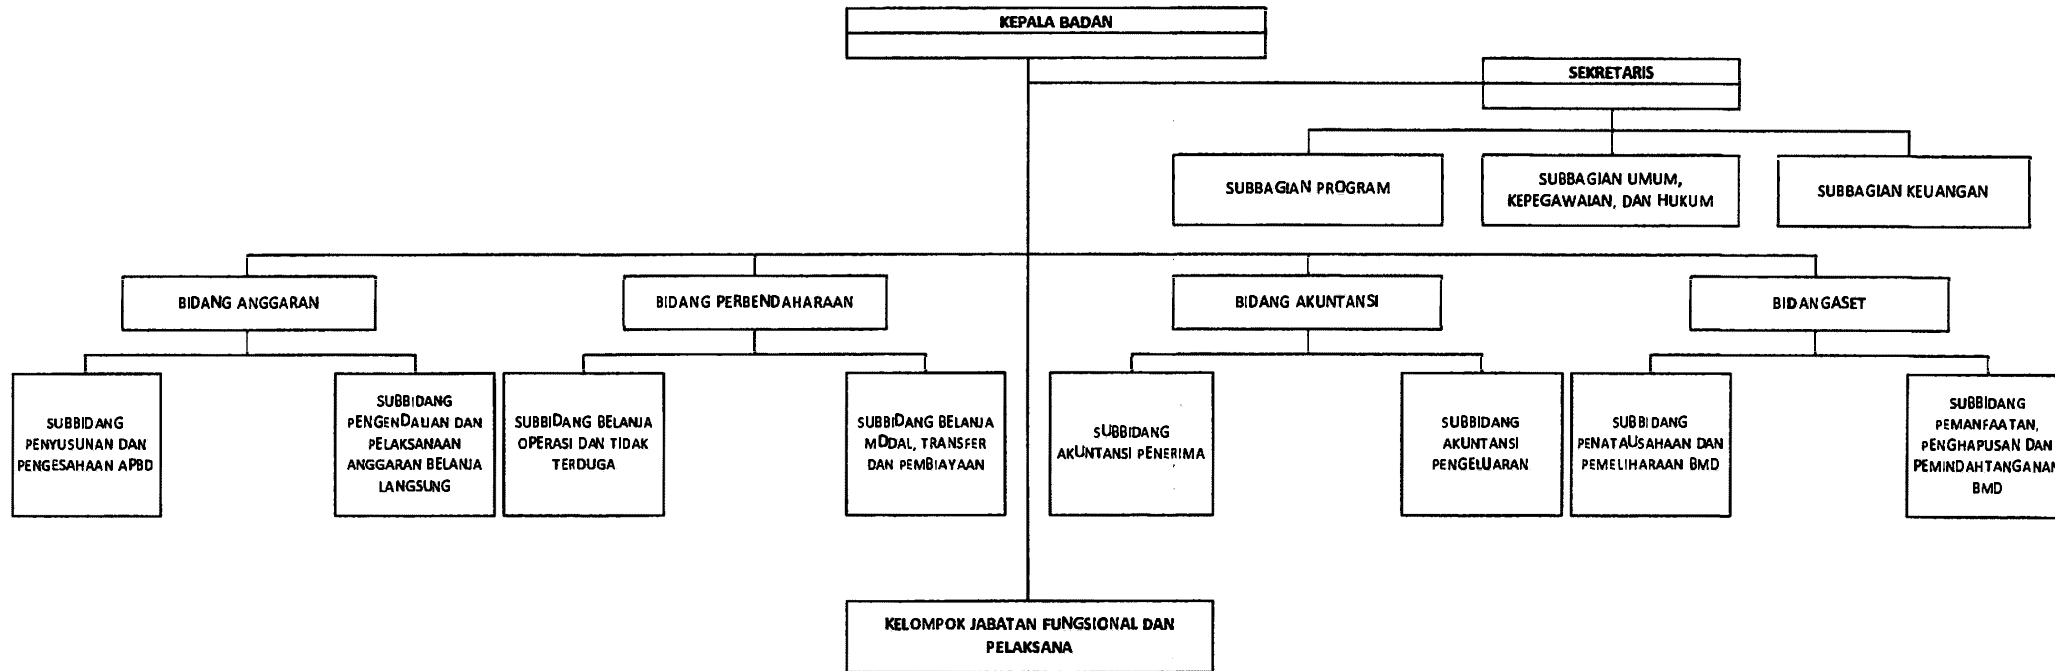 KEPALA BADAN
SEKRETARIS
SUBBAGIAN PROGRAM
SUBBAGIAN UMUM,
KEPEGAWAIAN, DAN HUKUM
SUBBAGIAN KEUANGAN
BIDANG ANGGARAN
BIDANG PERBENDAHARAAN
BIDANG AKUNTANSI
BIDANGASET
SUBBIDANG
PENYUSUNAN DAN
PENGESAHAAN APBD
SUBBIDANG
PENGENDALIAN DAN
PELAKSANAAN
ANGGARAN BELANJA
LANGSUNG
SUBBIDANG BELANJA
OPERASI DAN TIDAK
TERDUGA
SUBBIDANG BELANJA
MODAL, TRANSFER
DAN PEMBIAYAAN
SUBBIDANG
AKUNTANSI PENERIMA
SUBBIDANG
AKUNTANSI
PENGELUARAN
SUBBIDANG
PENATAUSAHAAN DAN
PEMELIHARAAN BMD
SUBBIDANG
PEMANFAATAN,
PENGHAPUSAN DAN
PEMINDAHTANGANAN
BMD
KELOMPOK JABATAN FUNGSIONAL DAN
PELAKSANA